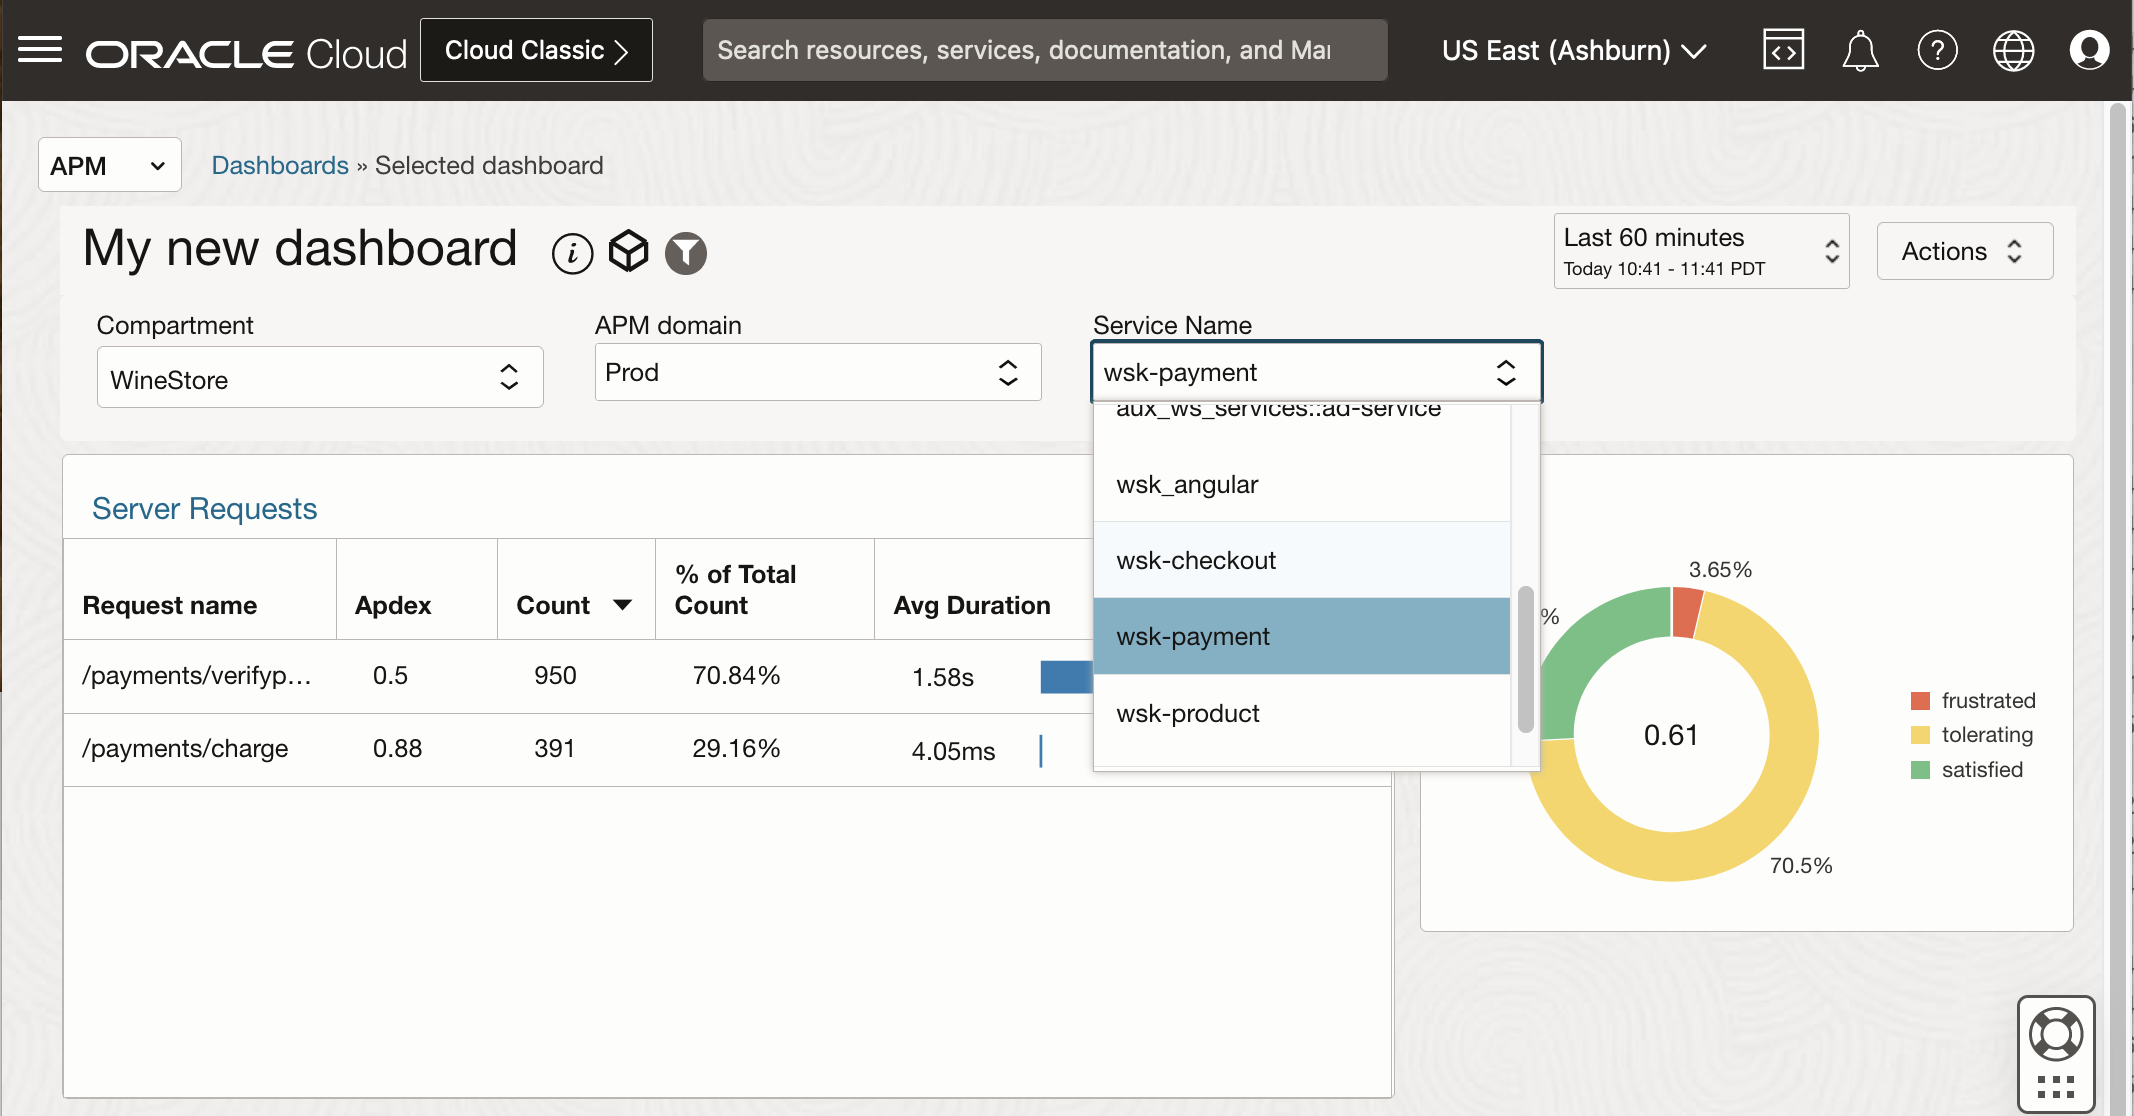 ORACLE Cloud
Cloud Classic
Search resources, services, documentation, and Mar
US East (Ashburn)
APM
Dashboards » Selected dashboard
My new dashboard
Last 60 minutes
Today 10:41 - 11:41 PDT
Actions
Compartment
APM domain
Service Name
WineStore
Prod
wsk-payment
aux_ws_services::ad-service
wsk_angular
wsk-checkout
wsk-payment
wsk-product
Server Requests
Request name
Apdex
Count
% of Total
Count
Avg Duration
/payments/verifyp...
0.5
950
70.84%
1.58s
/payments/charge
0.88
391
29.16%
4.05ms
3.65%
%
0.61
70.5%
frustrated
tolerating
satisfied